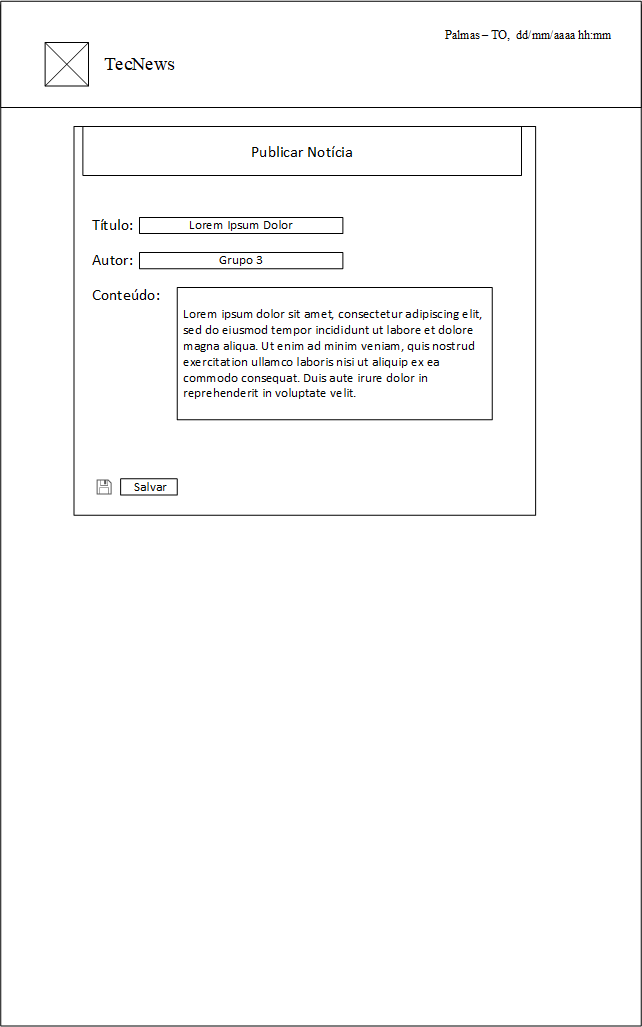 Palmas – TO, dd/mm/aaaa hh:mm
TecNews
Publicar Notícia
Título: Lorem Ipsum Dolor
Autor: Grupo 3
Conteúdo:
Lorem ipsum dolor sit amet, consectetur adipiscing elit,
sed do eiusmod tempor incididunt ut labore et dolore
magna aliqua. Ut enim ad minim veniam, quis nostrud
exercitation ullamco laboris nisi ut aliquip ex ea
commodo consequat. Duis aute irure dolor in
reprehenderit in voluptate velit.
Salvar